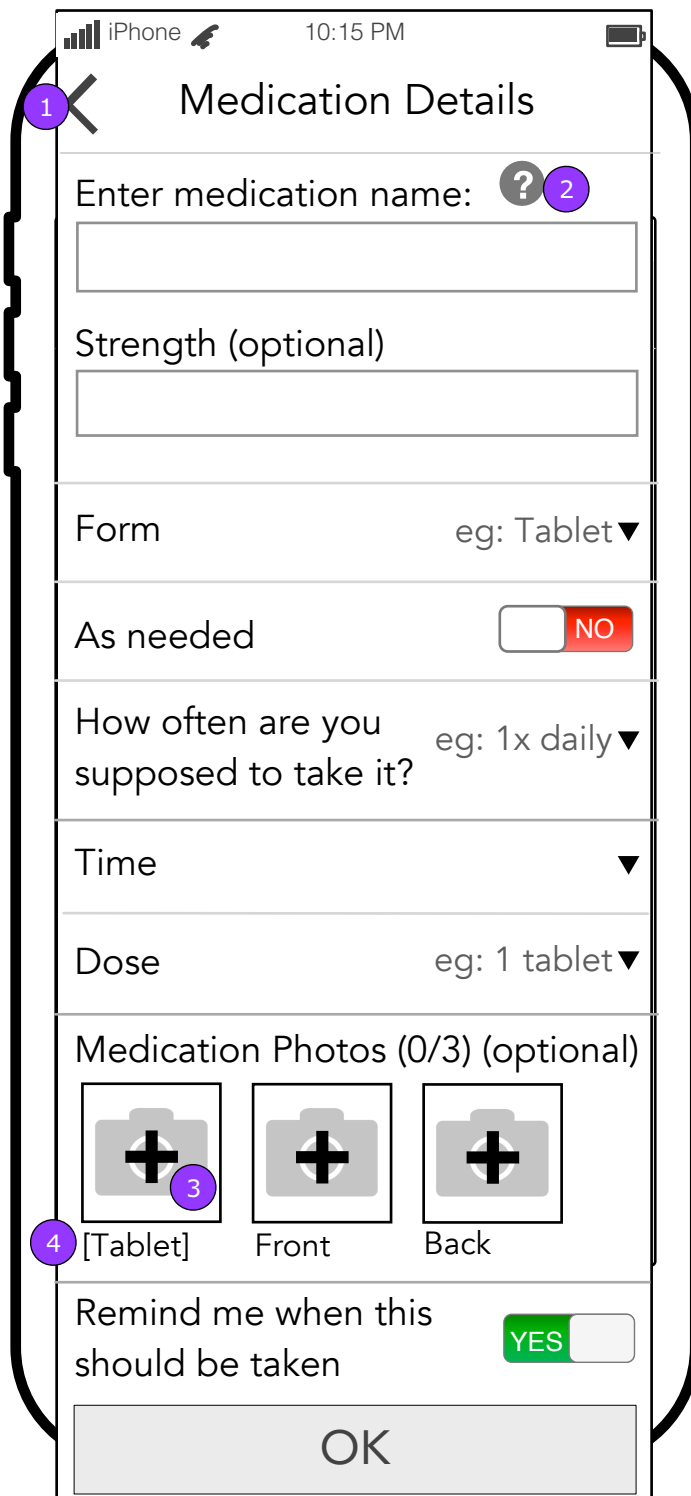 iPhone 10:15 PM
1 Medication Details
Enter medication name: ? 2
Strength (optional)
Form eg: Tablet
As needed NO
How often are you
supposed to take it?
eg: 1x daily
Time
Dose eg: 1 tablet
Medication Photos (0/3) (optional)
3
4 [Tablet] Front Back
Remind me when this
should be taken
YES
OK